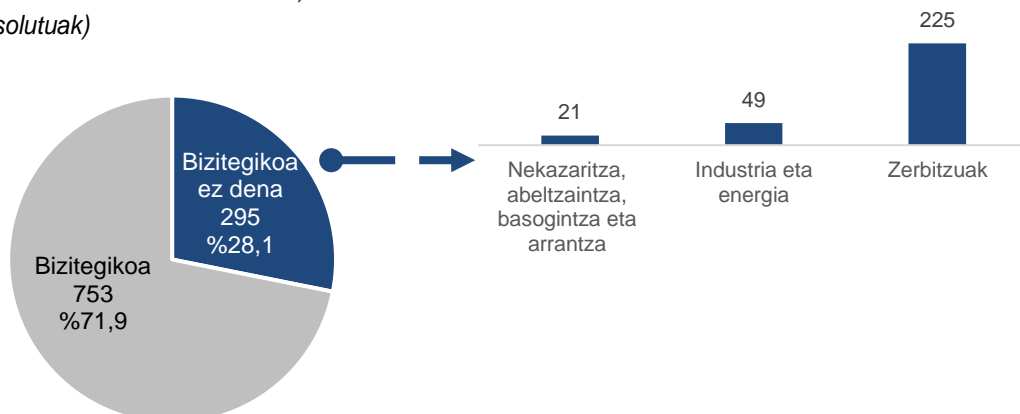 solutuak)
Bizitegikoa
ez dena
295
%28,1
Bizitegikoa
753
%71,9
21
49
225
Nekazaritza,
abeltzaintza,
basogintza eta
arrantza
Industria eta
energia
Zerbitzuak